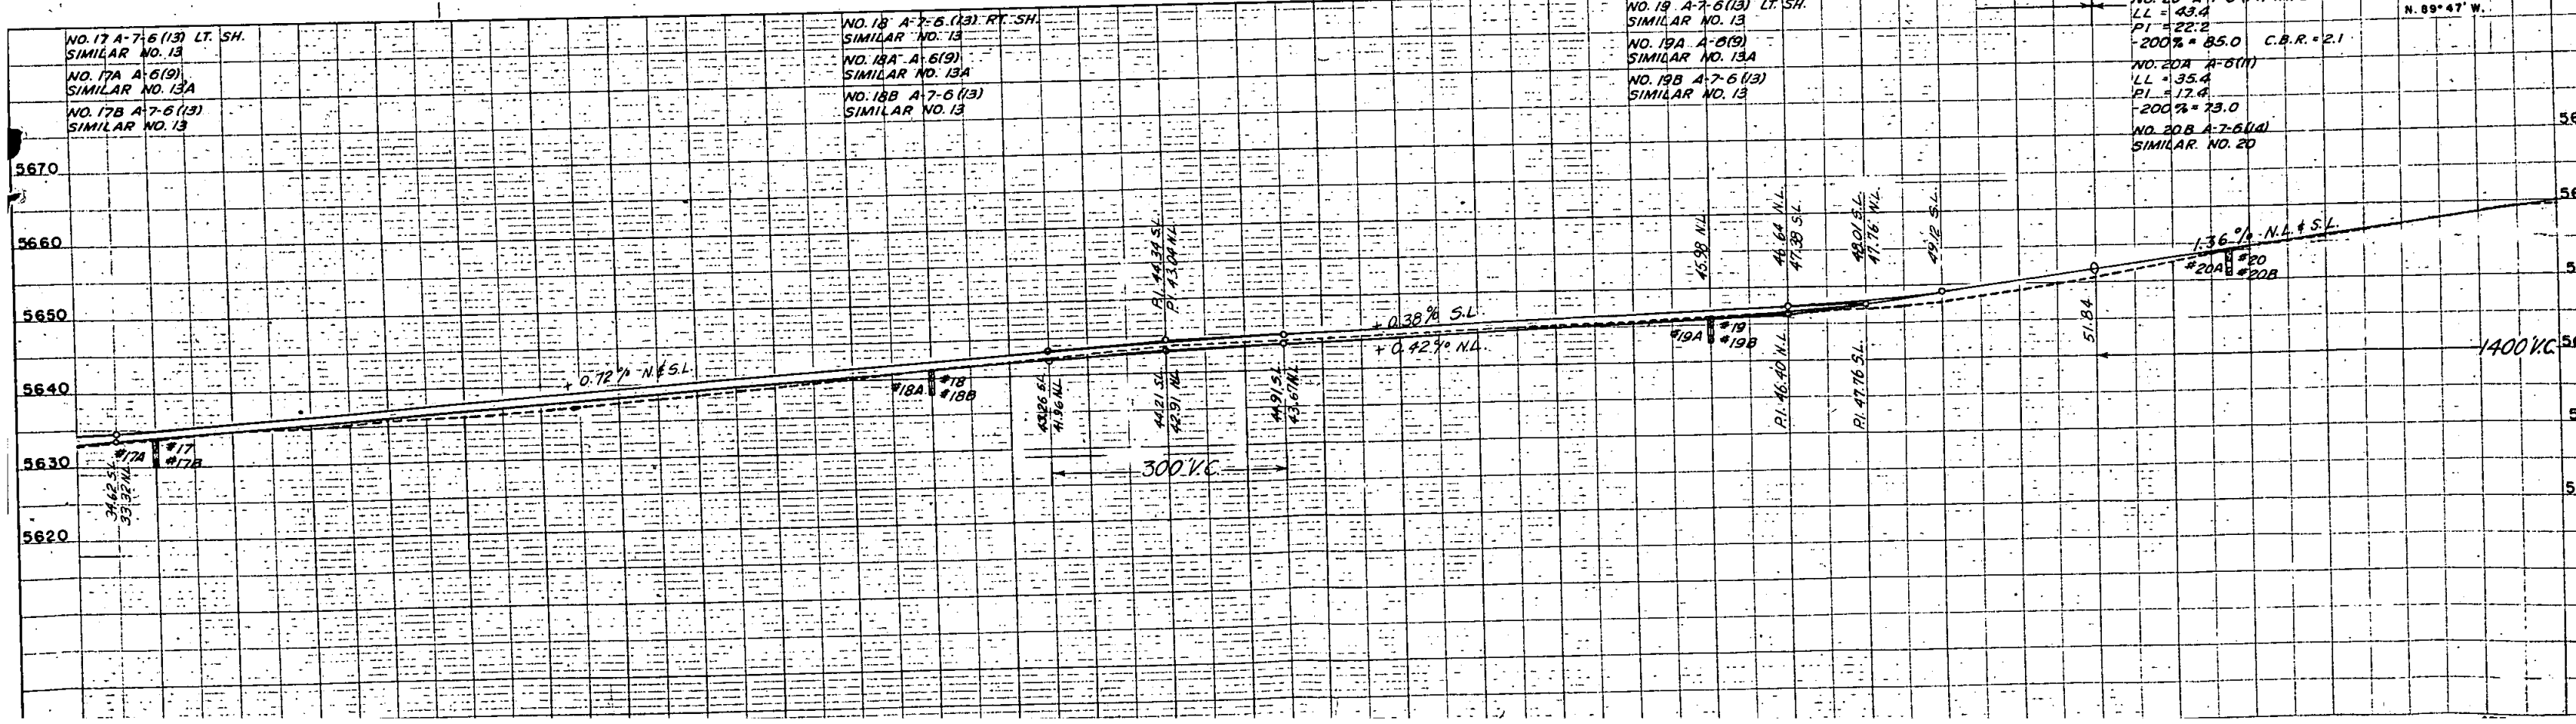 NO. 17 A-7-6 (13) LT. SH.
SIMILAR NO. 13
NO. 17A A-6(9)
SIMILAR NO. 13A
NO. 17B A-7-6 (13)
SIMILAR NO. 13
NO. 18 A-7-6 (13) RT. SH.
SIMILAR NO. 13
NO. 18A A-6(9)
SIMILAR NO. 13A
NO. 18B A-7-6 (13)
SIMILAR NO. 13
NO. 19 A-7-6 (13) LT. SH.
SIMILAR NO. 13
NO. 19A A-6(9)
SIMILAR NO. 13A
NO. 19B A-7-6 (13)
SIMILAR NO. 13
LL = 43.4
PI = 22.2
-200% = 85.0 C.B.R. = 2.1
NO. 20A A-6(11)
LL = 35.4
PI = 17.4
-200% = 73.0
NO. 20B A-7-6(14)
SIMILAR NO. 20
N. 89° 47' W.
5670
5660
5650
5640
5630
5620
#17A #17
#17B
34.62 S.L.
33.32 N.L.
+ 0.72% N. & S.L.
#18A #18
#18B
43.26 S.L.
41.96 N.L.
P.I. 44.34 S.L.
P.I. 43.04 N.L.
44.21 S.L.
42.91 N.L.
44.91 S.L.
43.67 N.L.
300' V.C.
+ 0.38% S.L.
+ 0.42% N.L.
45.98 N.L.
#19A #19
#19B
46.64 N.L.
47.38 S.L.
P.I. 46.40 N.L.
48.01 S.L.
47.76 N.L.
P.I. 47.76 S.L.
49.12 S.L.
51.84
1.36% N.L. & S.L.
#20A #20
#20B
1400' V.C.